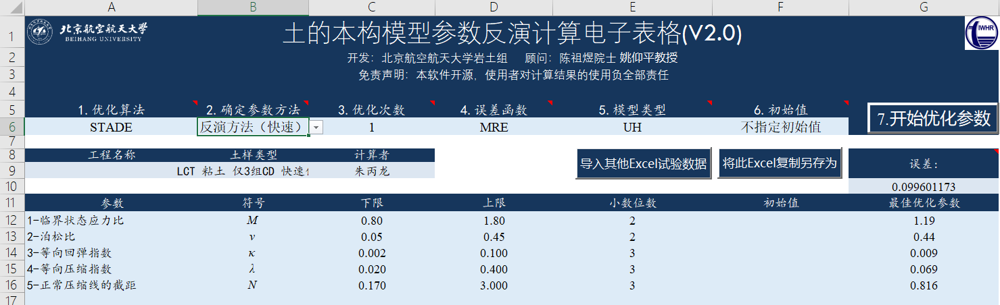 A B C D E F G
1 北京航空航天大学 BEIHANG UNIVERSITY 土的本构模型参数反演计算电子表格(V2.0) IWHR
2 开发：北京航空航天大学岩土组 顾问：陈祖煜院士 姚仰平教授
3 免责声明：本软件开源，使用者对计算结果的使用负全部责任
4
5 1.优化算法 2.确定参数方法 3.优化次数 4.误差函数 5.模型类型 6.初始值
6 STADE 反演方法（快速） 1 MRE UH 不指定初始值 7.开始优化参数
7
8 工程名称 土样类型 计算者
9 LCT 粘土 仅3组CD 快速 朱丙龙 导入其他Excel试验数据 将此Excel复制另存为 误差：
10 0.099601173
11 参数 符号 下限 上限 小数位数 初始值 最佳优化参数
12 1-临界状态应力比 M 0.80 1.80 2 1.19
13 2-泊松比 ν 0.05 0.45 2 0.44
14 3-等向回弹指数 κ 0.002 0.100 3 0.009
15 4-等向压缩指数 λ 0.020 0.400 3 0.069
16 5-正常压缩线的截距 N 0.170 3.000 3 0.816
17